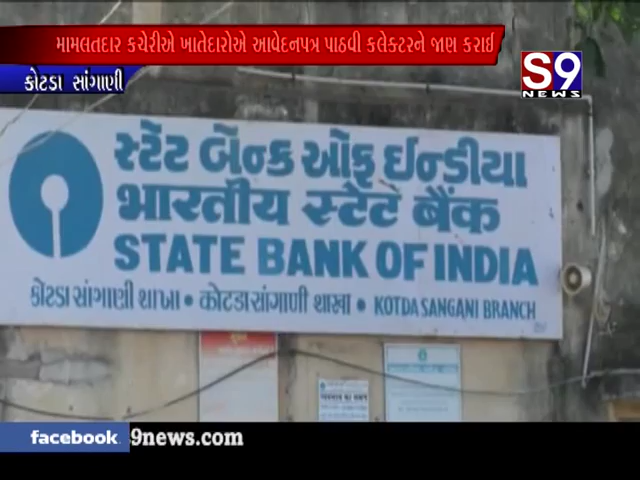 મામલતદાર કચેરીએ ખાતેદારોએ આવેદનપત્ર પાઠવી કલેક્ટરને જાણ કરાઈ
કોટડા સાંગાણી
S9
NEWS
સ્ટેટ બેન્ક ઓફ ઈન્ડીયા
भारतीय स्टेट बैंक
STATE BANK OF INDIA
કોટડા સાંગાણી શાખા • कोटडा सांगाणी शाखा • KOTDA SANGANI BRANCH
facebook 9news.com